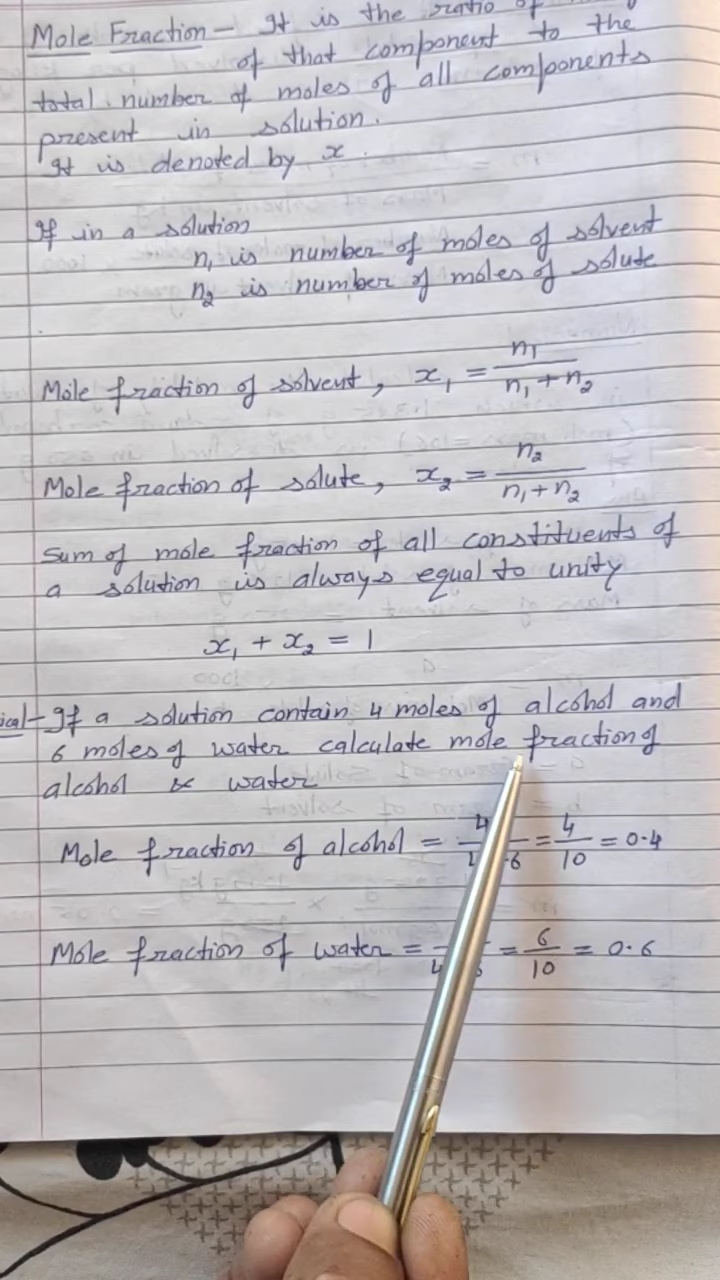 Mole Fraction - It is the ratio of
of that component to the
total number of moles of all components
present in solution.
It is denoted by x
If in a solution
n₁ is number of moles of solvent
n₂ is number of moles of solute
Mole fraction of solvent, x₁ = n₁ / n₁ + n₂
Mole fraction of solute, x₂ = n₂ / n₁ + n₂
Sum of mole fraction of all constituents of
a solution is always equal to unity
x₁ + x₂ = 1
ical - If a solution contain 4 moles of alcohol and
6 moles of water calculate mole fraction of
alcohol & water
Mole fraction of alcohol = 4 / 6 = 4 / 10 = 0.4
Mole fraction of water = / 4 = 6 / 10 = 0.6